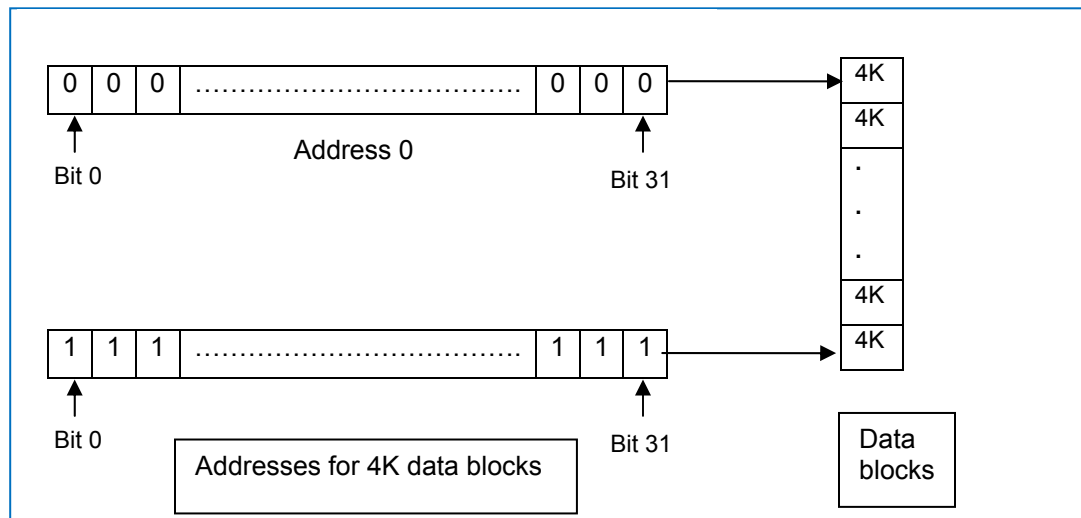 0 0 0 ..................................... 0 0 0
Bit 0
Address 0
Bit 31
4K
4K
.
.
.
4K
4K
1 1 1 ..................................... 1 1 1
Bit 0
Bit 31
Addresses for 4K data blocks
Data
blocks